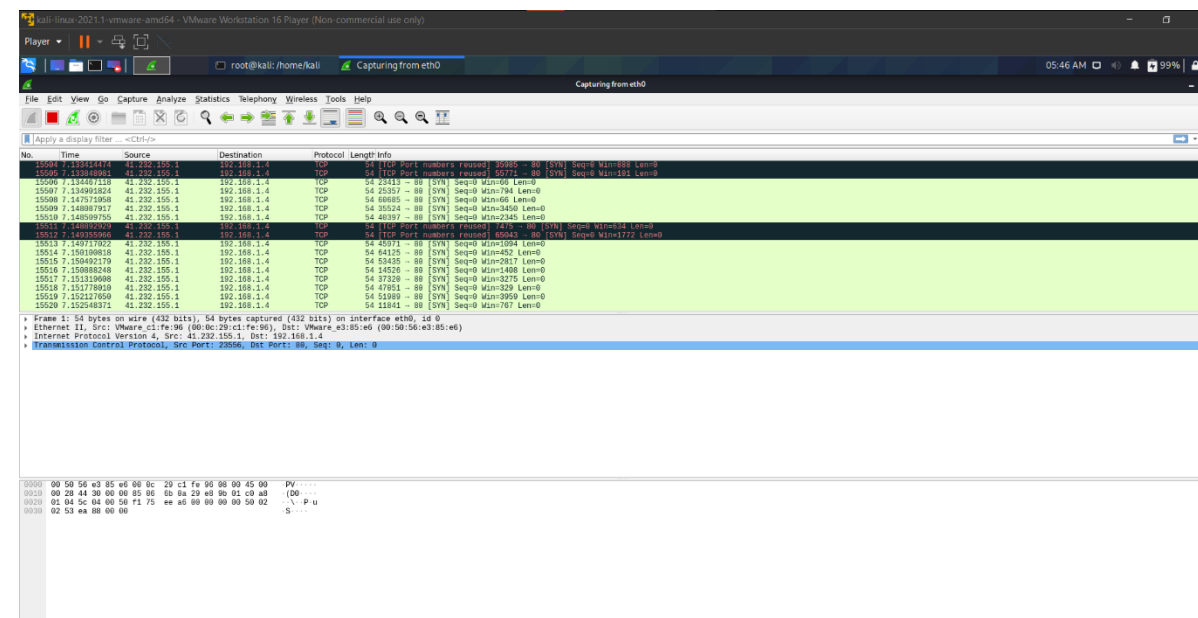 kali-linux-2021.1-vmware-amd64 - VMware Workstation 16 Player (Non-commercial use only)
Player
root@kali: /home/kali Capturing from eth0 05:46 AM 99%
Capturing from eth0
File Edit View Go Capture Analyze Statistics Telephony Wireless Tools Help
Apply a display filter ... <Ctrl-/>
No. Time Source Destination Protocol Length Info
15504 7.133414474 41.232.155.1 192.168.1.4 TCP 54 [TCP Port numbers reused] 35985 → 80 [SYN] Seq=0 Win=888 Len=0
15505 7.133848981 41.232.155.1 192.168.1.4 TCP 54 [TCP Port numbers reused] 55771 → 80 [SYN] Seq=0 Win=101 Len=0
15506 7.134467118 41.232.155.1 192.168.1.4 TCP 54 23413 → 80 [SYN] Seq=0 Win=66 Len=0
15507 7.134901824 41.232.155.1 192.168.1.4 TCP 54 25357 → 80 [SYN] Seq=0 Win=794 Len=0
15508 7.147571058 41.232.155.1 192.168.1.4 TCP 54 60685 → 80 [SYN] Seq=0 Win=66 Len=0
15509 7.148087917 41.232.155.1 192.168.1.4 TCP 54 35524 → 80 [SYN] Seq=0 Win=3450 Len=0
15510 7.148509755 41.232.155.1 192.168.1.4 TCP 54 40397 → 80 [SYN] Seq=0 Win=2345 Len=0
15511 7.148892929 41.232.155.1 192.168.1.4 TCP 54 [TCP Port numbers reused] 7475 → 80 [SYN] Seq=0 Win=634 Len=0
15512 7.149355966 41.232.155.1 192.168.1.4 TCP 54 [TCP Port numbers reused] 65043 → 80 [SYN] Seq=0 Win=1772 Len=0
15513 7.149717022 41.232.155.1 192.168.1.4 TCP 54 45971 → 80 [SYN] Seq=0 Win=1094 Len=0
15514 7.150100818 41.232.155.1 192.168.1.4 TCP 54 64125 → 80 [SYN] Seq=0 Win=452 Len=0
15515 7.150492179 41.232.155.1 192.168.1.4 TCP 54 53435 → 80 [SYN] Seq=0 Win=2817 Len=0
15516 7.150888248 41.232.155.1 192.168.1.4 TCP 54 14526 → 80 [SYN] Seq=0 Win=1408 Len=0
15517 7.151319608 41.232.155.1 192.168.1.4 TCP 54 37320 → 80 [SYN] Seq=0 Win=3275 Len=0
15518 7.151778010 41.232.155.1 192.168.1.4 TCP 54 47051 → 80 [SYN] Seq=0 Win=329 Len=0
15519 7.152127650 41.232.155.1 192.168.1.4 TCP 54 51989 → 80 [SYN] Seq=0 Win=3959 Len=0
15520 7.152548371 41.232.155.1 192.168.1.4 TCP 54 11841 → 80 [SYN] Seq=0 Win=767 Len=0
Frame 1: 54 bytes on wire (432 bits), 54 bytes captured (432 bits) on interface eth0, id 0
Ethernet II, Src: VMware_c1:fe:96 (00:0c:29:c1:fe:96), Dst: VMware_e3:85:e6 (00:50:56:e3:85:e6)
Internet Protocol Version 4, Src: 41.232.155.1, Dst: 192.168.1.4
Transmission Control Protocol, Src Port: 23556, Dst Port: 80, Seq: 0, Len: 0
0000 00 50 56 e3 85 e6 00 0c 29 c1 fe 96 08 00 45 00 ·PV·····
0010 00 28 44 30 00 00 85 06 6b 0a 29 e8 9b 01 c0 a8 ·(D0····
0020 01 04 5c 04 00 50 f1 75 ee a6 00 00 00 00 50 02 ··\··P·u
0030 02 53 ea 88 00 00 ·S····